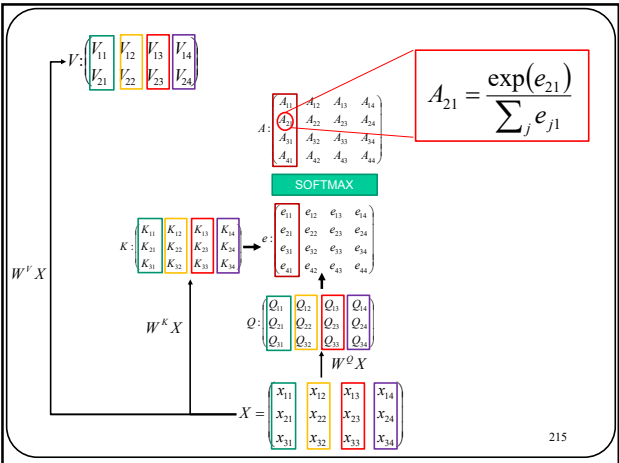 V: ( V₁₁ V₁₂ V₁₃ V₁₄
V₂₁ V₂₂ V₂₃ V₂₄ )
A₂₁ = exp(e₂₁) / ∑ⱼ eⱼ₁
A: ( A₁₁ A₁₂ A₁₃ A₁₄
A₂₁ A₂₂ A₂₃ A₂₄
A₃₁ A₃₂ A₃₃ A₃₄
A₄₁ A₄₂ A₄₃ A₄₄ )
SOFTMAX
K: ( K₁₁ K₁₂ K₁₃ K₁₄
K₂₁ K₂₂ K₂₃ K₂₄
K₃₁ K₃₂ K₃₃ K₃₄ )
e: ( e₁₁ e₁₂ e₁₃ e₁₄
e₂₁ e₂₂ e₂₃ e₂₄
e₃₁ e₃₂ e₃₃ e₃₄
e₄₁ e₄₂ e₄₃ e₄₄ )
WⱽX
WᴷX
Q: ( Q₁₁ Q₁₂ Q₁₃ Q₁₄
Q₂₁ Q₂₂ Q₂₃ Q₂₄
Q₃₁ Q₃₂ Q₃₃ Q₃₄ )
W^Q X
X = ( x₁₁ x₁₂ x₁₃ x₁₄
x₂₁ x₂₂ x₂₃ x₂₄
x₃₁ x₃₂ x₃₃ x₃₄ )
215